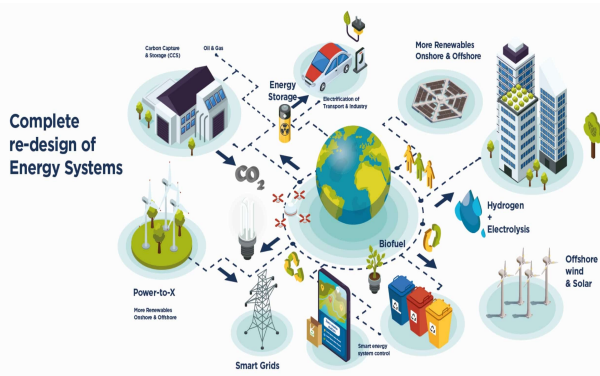 Complete
re-design of
Energy Systems
Carbon Capture
& Storage (CCS)
Oil & Gas
Energy
Storage
Electrification of
Transport & Industry
More Renewables
Onshore & Offshore
CO2
Hydrogen
+
Electrolysis
Biofuel
Offshore
wind
& Solar
Power-to-X
More Renewables
Onshore & Offshore
Smart Grids
Smart energy
system control